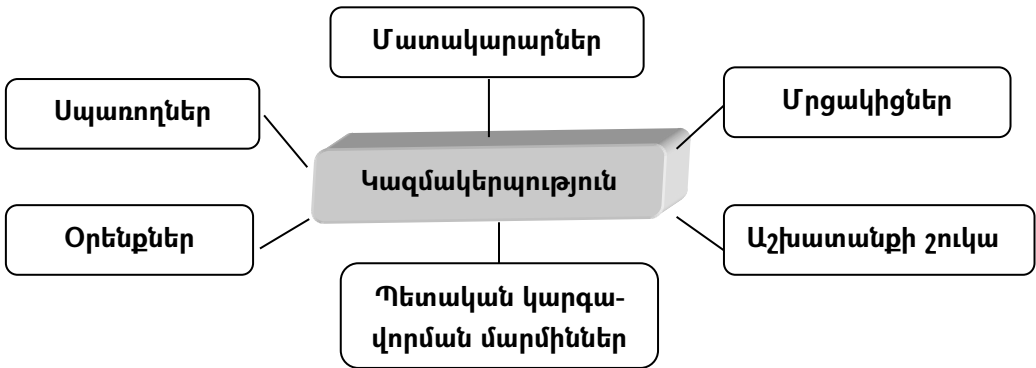 Մատակարարներ
Սպառողներ
Մրցակիցներ
Կազմակերպություն
Օրենքներ
Աշխատանքի շուկա
Պետական կարգա-
վորման մարմիններ